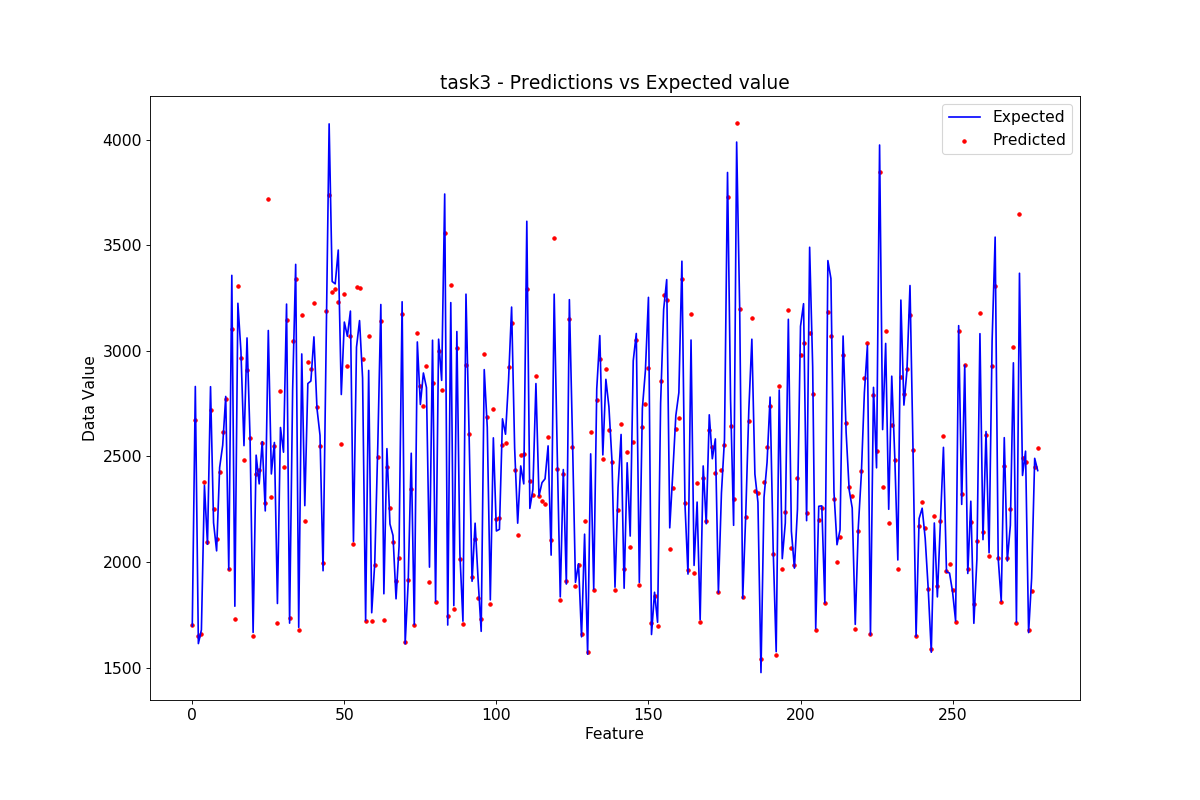 task3 - Predictions vs Expected value
Expected
Predicted
4000
3500
3000
2500
2000
1500
Data Value
0 50 100 150 200 250
Feature